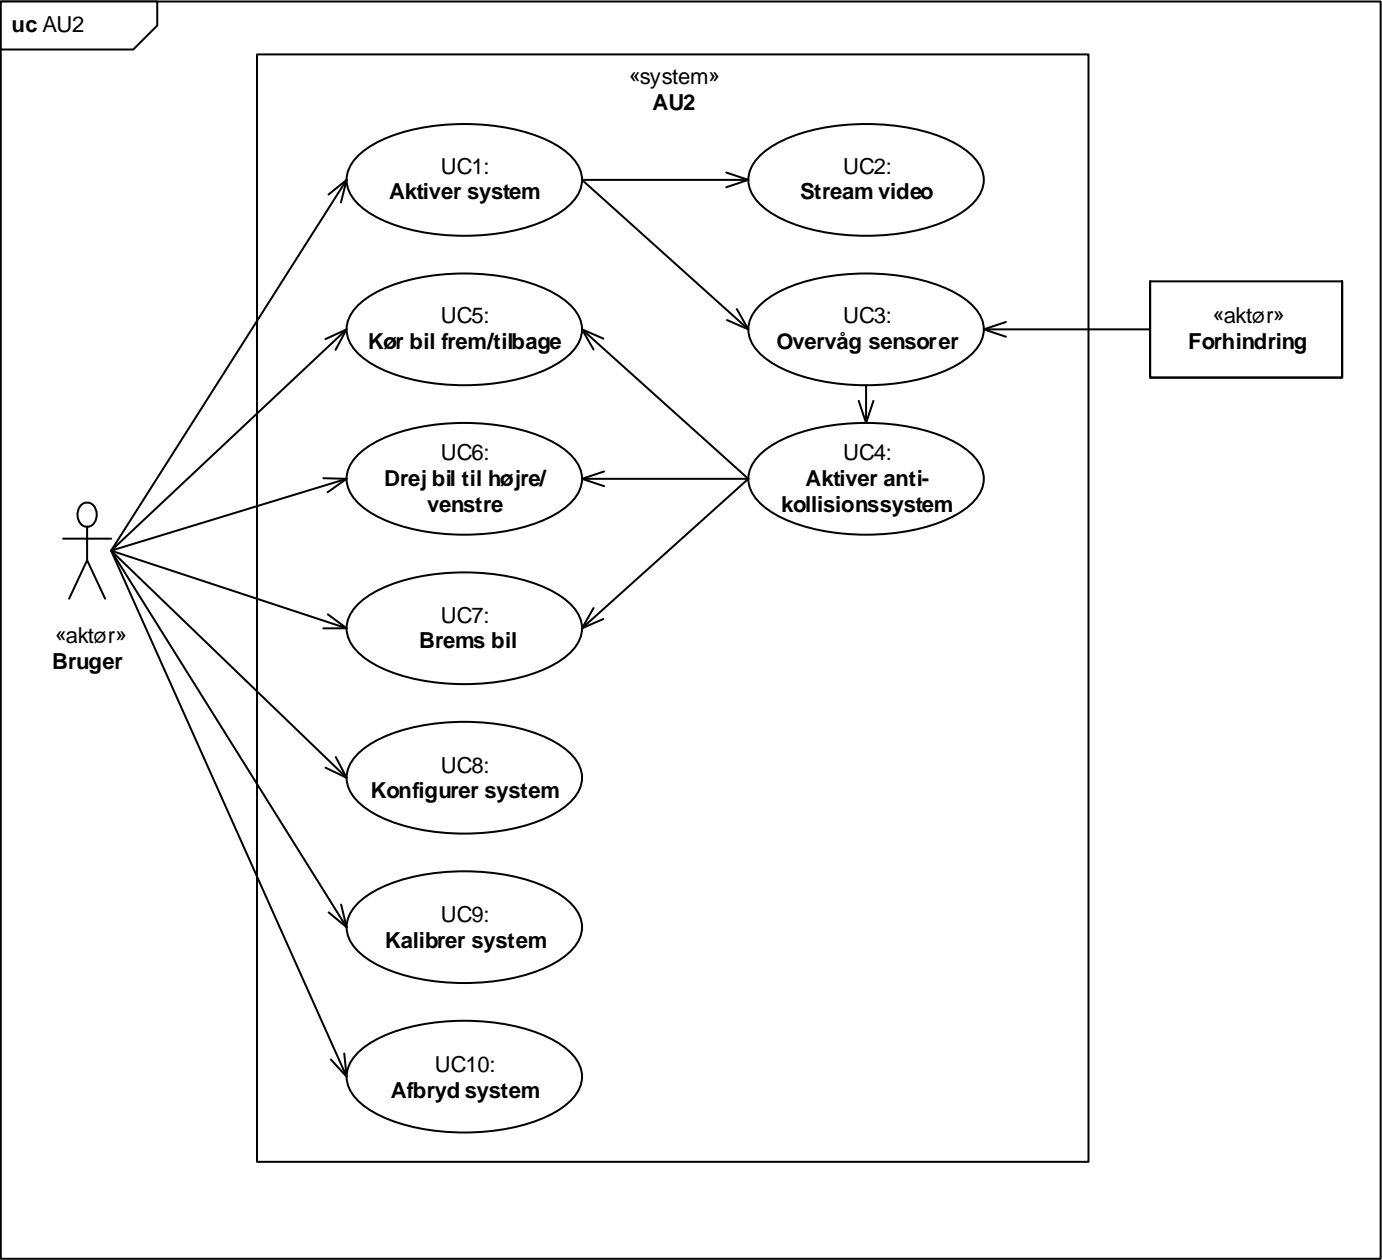 uc AU2
«system»
AU2
UC1:
Aktiver system
UC2:
Stream video
UC5:
Kør bil frem/tilbage
UC3:
Overvåg sensorer
«aktør»
Forhindring
UC6:
Drej bil til højre/
venstre
UC4:
Aktiver anti-
kollisionssystem
UC7:
Brems bil
«aktør»
Bruger
UC8:
Konfigurer system
UC9:
Kalibrer system
UC10:
Afbryd system